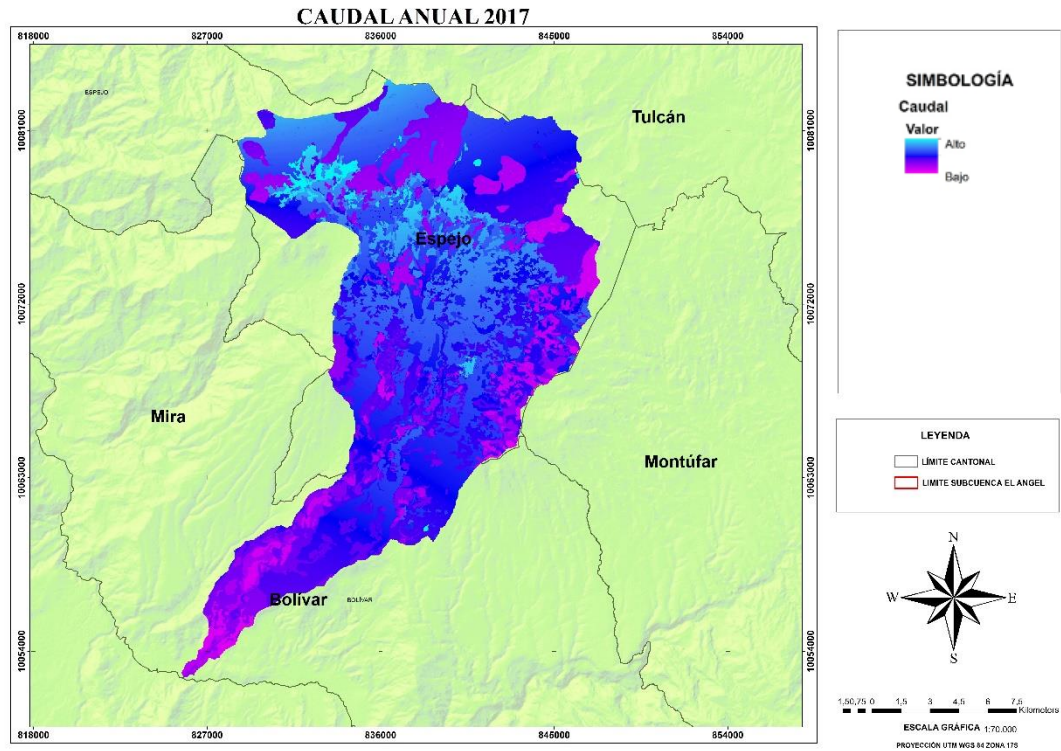 CAUDAL ANUAL 2017
818000 827000 836000 845000 854000
ESPEJO
Tulcán
10081000 10081000
Espejo
10072000 10072000
Mira
Montúfar
10063000 10063000
Bolívar BOLÍVAR
10054000 10054000
818000 827000 836000 845000 854000
SIMBOLOGÍA
Caudal
Valor
Alto
Bajo
LEYENDA
LÍMITE CANTONAL
LIMITE SUBCUENCA EL ANGEL
N
W E
S
1,50,75 0 1,5 3 4,5 6 7,5
Kilometers
ESCALA GRÁFICA 1:70.000
PROYECCIÓN UTM WGS 84 ZONA 17S